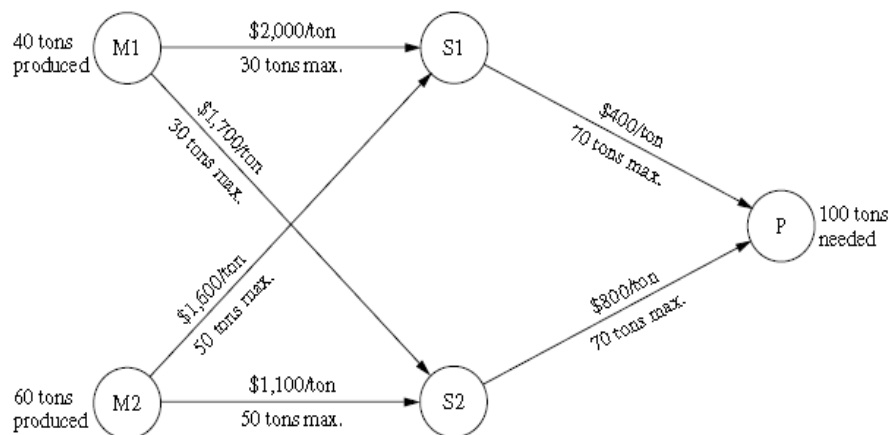 40 tons
produced
M1
$2,000/ton
30 tons max.
S1
$1,700/ton
30 tons max.
$400/ton
70 tons max.
P
100 tons
needed
$1,600/ton
50 tons max.
$800/ton
70 tons max.
60 tons
produced
M2
$1,100/ton
50 tons max.
S2